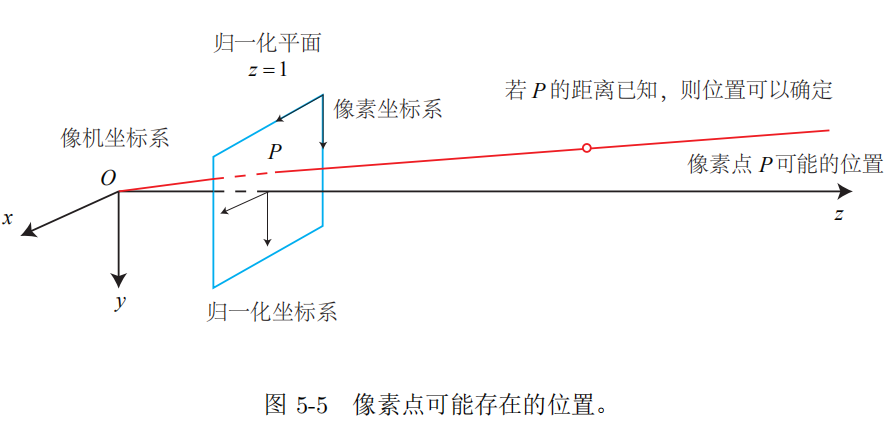 归一化平面
z = 1
像素坐标系
若 P 的距离已知，则位置可以确定
像机坐标系
P
像素点 P 可能的位置
O
x
z
y
归一化坐标系
图 5-5 像素点可能存在的位置。